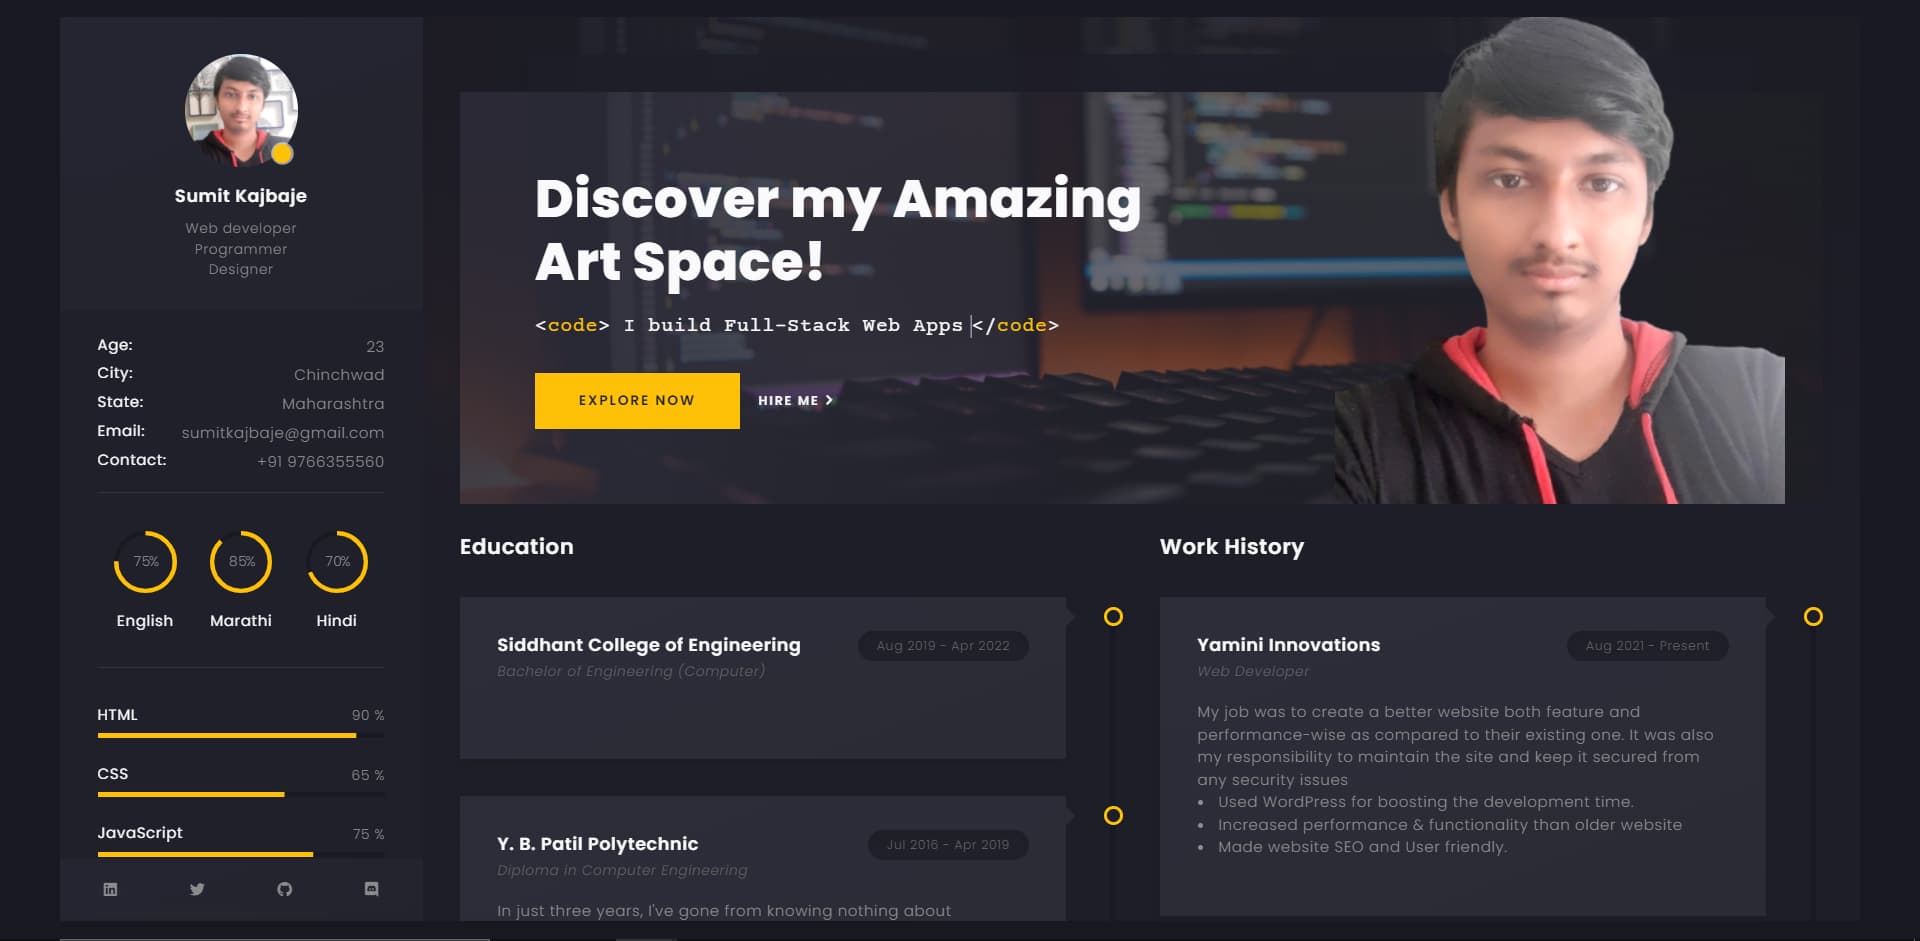 Sumit Kajbaje
Web developer
Programmer
Designer
Age: 23
City: Chinchwad
State: Maharashtra
Email: sumitkajbaje@gmail.com
Contact: +91 9766355560
75% 85% 70%
English Marathi Hindi
HTML 90 %
CSS 65 %
JavaScript 75 %
Discover my Amazing
Art Space!
<code> I build Full-Stack Web Apps </code>
EXPLORE NOW HIRE ME
Education
Siddhant College of Engineering Aug 2019 - Apr 2022
Bachelor of Engineering (Computer)
Y. B. Patil Polytechnic Jul 2016 - Apr 2019
Diploma in Computer Engineering
In just three years, I've gone from knowing nothing about
Work History
Yamini Innovations Aug 2021 - Present
Web Developer
My job was to create a better website both feature and
performance-wise as compared to their existing one. It was also
my responsibility to maintain the site and keep it secured from
any security issues
• Used WordPress for boosting the development time.
• Increased performance & functionality than older website
• Made website SEO and User friendly.